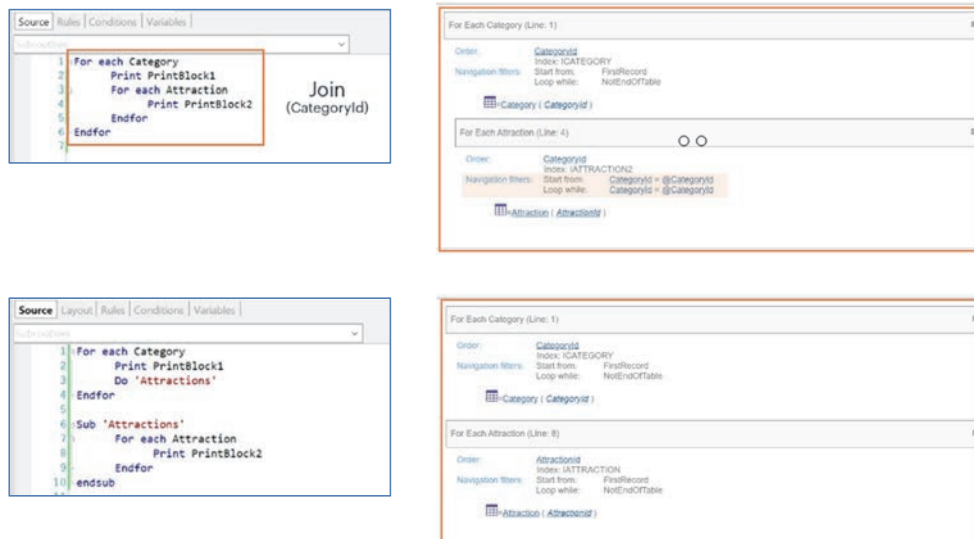 Source Rules Conditions Variables
Subroutines
1 For each Category
2 Print PrintBlock1
3 For each Attraction
4 Print PrintBlock2
5 Endfor
6 Endfor
7
Join
(CategoryId)
For Each Category (Line: 1)
Order: CategoryId
Index: ICATEGORY
Navigation filters: Start from: FirstRecord
Loop while: NotEndOfTable
=Category ( CategoryId )
For Each Attraction (Line: 4)
Order: CategoryId
Index: IATTRACTION2
Navigation filters: Start from: CategoryId = @CategoryId
Loop while: CategoryId = @CategoryId
=Attraction ( AttractionId )
Source Layout Rules Conditions Variables
Subroutines
1 For each Category
2 Print PrintBlock1
3 Do 'Attractions'
4 Endfor
5
6 Sub 'Attractions'
7 For each Attraction
8 Print PrintBlock2
9 Endfor
10 endsub
For Each Category (Line: 1)
Order: CategoryId
Index: ICATEGORY
Navigation filters: Start from: FirstRecord
Loop while: NotEndOfTable
=Category ( CategoryId )
For Each Attraction (Line: 8)
Order: AttractionId
Index: IATTRACTION
Navigation filters: Start from: FirstRecord
Loop while: NotEndOfTable
=Attraction ( AttractionId )